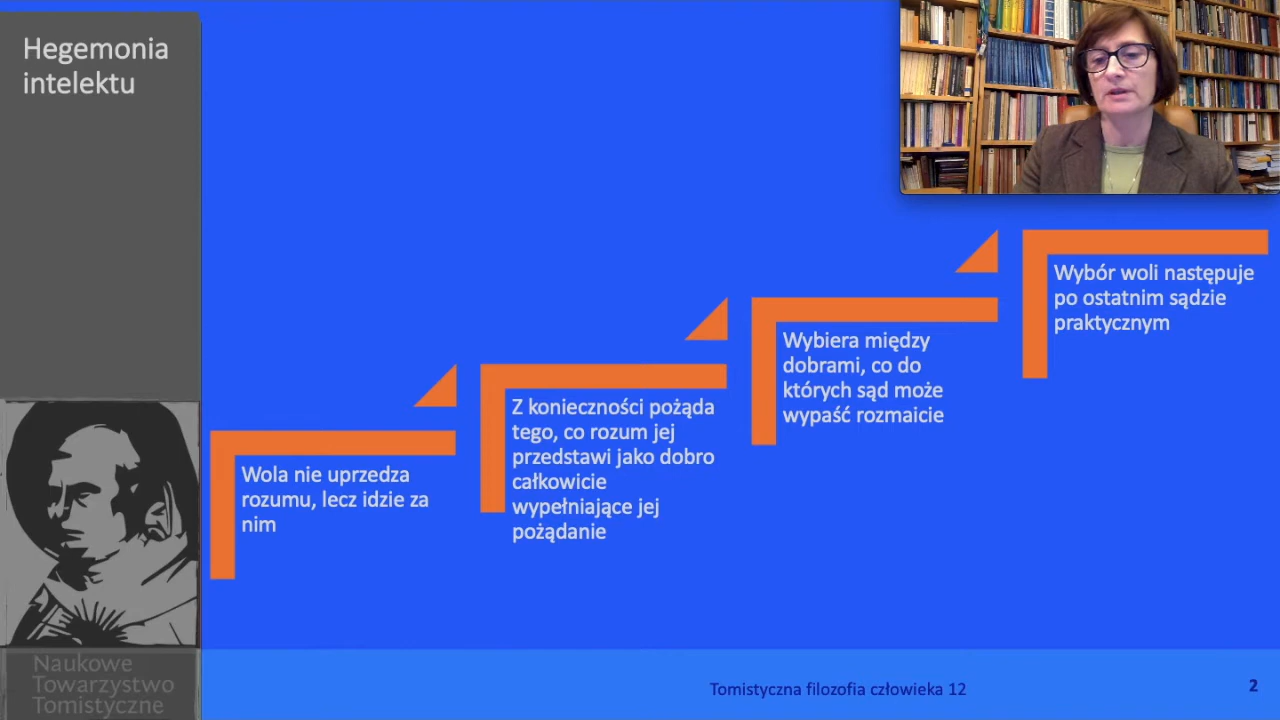 Hegemonia
intelektu
Wola nie uprzedza
rozumu, lecz idzie za
nim
Z konieczności pożąda
tego, co rozum jej
przedstawi jako dobro
całkowicie
wypełniające jej
pożądanie
Wybiera między
dobrami, co do
których sąd może
wypaść rozmaicie
Wybór woli następuje
po ostatnim sądzie
praktycznym
Naukowe
Towarzystwo
Tomistyczne
Tomistyczna filozofia człowieka 12
2